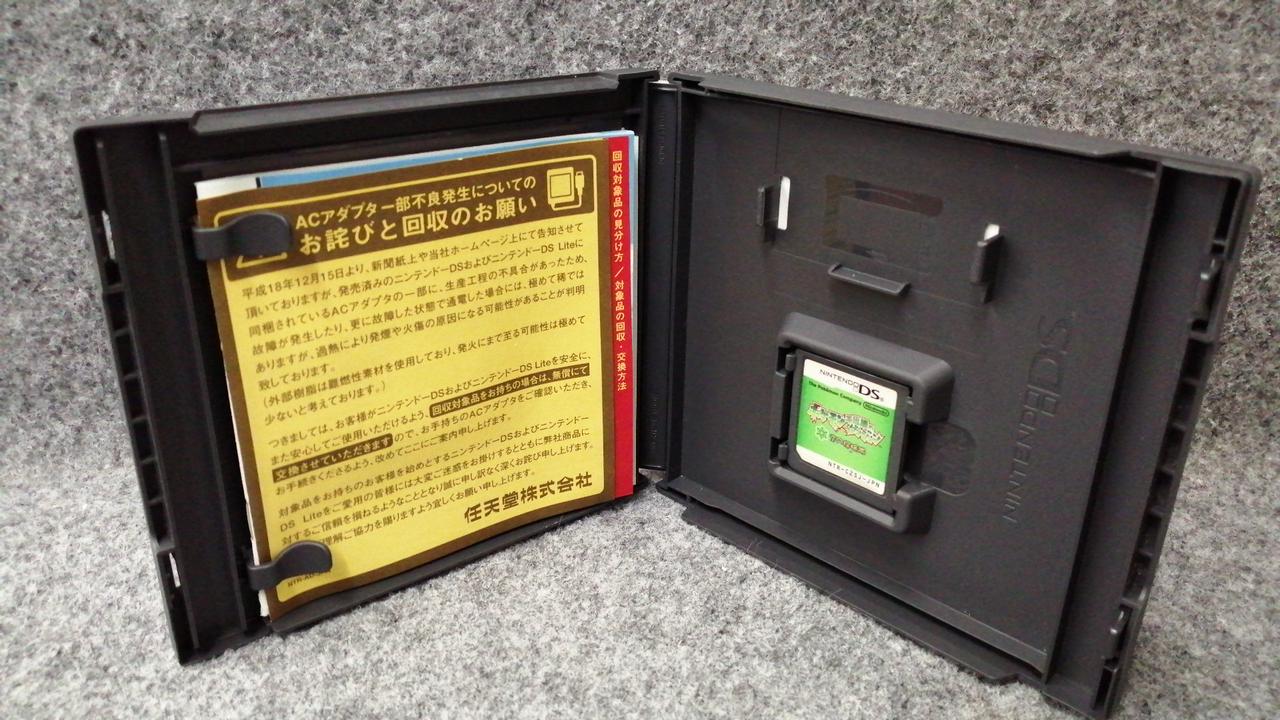 ACアダプター部不良発生についての
お詫びと回収のお願い
平成18年12月15日より、新聞紙上や当社ホームページ上にて告知させて
頂いておりますが、発売済みのニンテンドーDSおよびニンテンドーDS Liteに
同梱されているACアダプタの一部に、生産工程の不具合があったため、
故障が発生したり、更に故障した状態で通電した場合には、極めて稀では
ありますが、過熱により発煙や火傷の原因になる可能性があることが判明
致しております。
(外部樹脂は難燃性素材を使用しており、発火にまで至る可能性は極めて
少ないと考えております。)
つきましては、お客様がニンテンドーDSおよびニンテンドーDS Liteを安全に、
また安心してご使用いただけるよう、回収対象品をお持ちの場合は、無償にて
交換させていただきますので、お手持ちのACアダプタをご確認いただき、
お手続きくださるよう、改めてここにご案内申し上げます。
対象品をお持ちのお客様を始めとするニンテンドーDSおよびニンテンドー
DS Liteをご愛用の皆様には大変ご迷惑をお掛けするとともに弊社商品に
対するご信頼を損ねるようなこととなり誠に申し訳なく深くお詫び申し上げます。
理解ご協力を賜りますよう宜しくお願い申し上げます。
任天堂株式会社
回収対象品の見分け方/対象品の回収・交換方法
NINTENDO DS
NINTENDO DS
The Pokémon Company
Nintendo
NTR-C2SJ-JPN